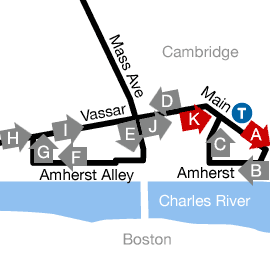 Mass Ave
Cambridge
Main
T
Vassar
D
K
A
H
I
E
J
C
G
F
B
Amherst Alley
Amherst
Charles River
Boston